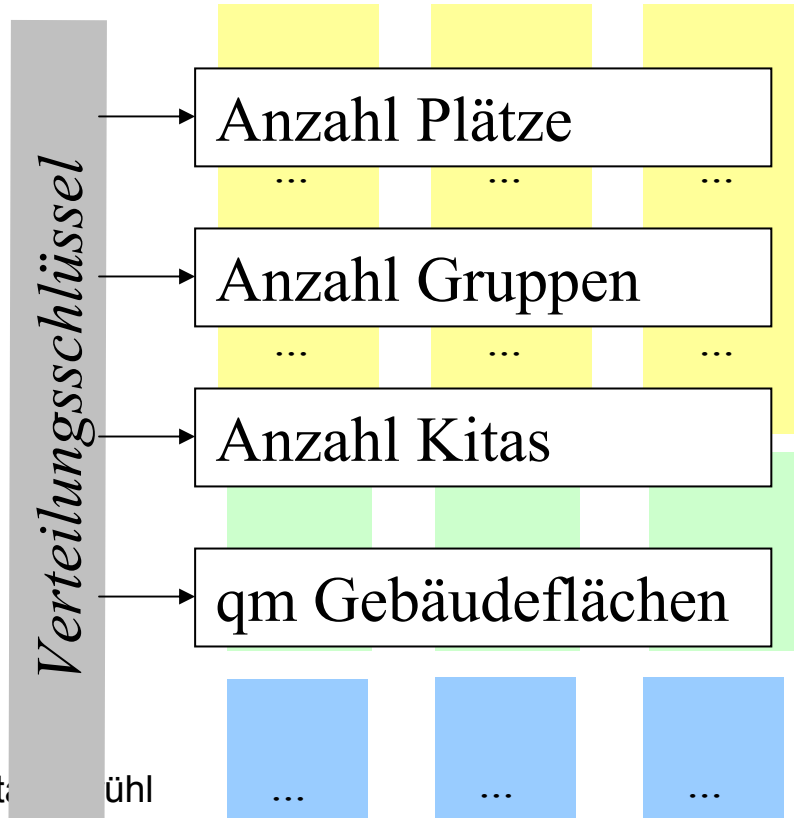 Verteilungsschlüssel
Anzahl Plätze
... ... ...
Anzahl Gruppen
... ... ...
Anzahl Kitas
qm Gebäudeflächen
... ... ...